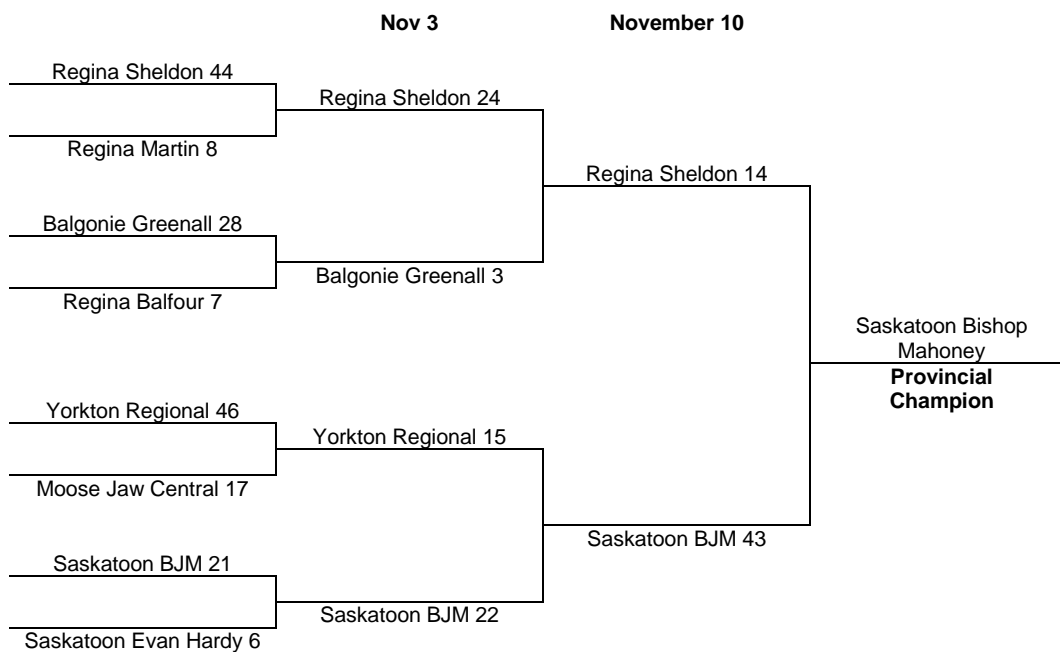 Nov 3
November 10
Regina Sheldon 44
Regina Sheldon 24
Regina Martin 8
Regina Sheldon 14
Balgonie Greenall 28
Balgonie Greenall 3
Regina Balfour 7
Saskatoon Bishop
Mahoney
Provincial
Champion
Yorkton Regional 46
Yorkton Regional 15
Moose Jaw Central 17
Saskatoon BJM 43
Saskatoon BJM 21
Saskatoon BJM 22
Saskatoon Evan Hardy 6